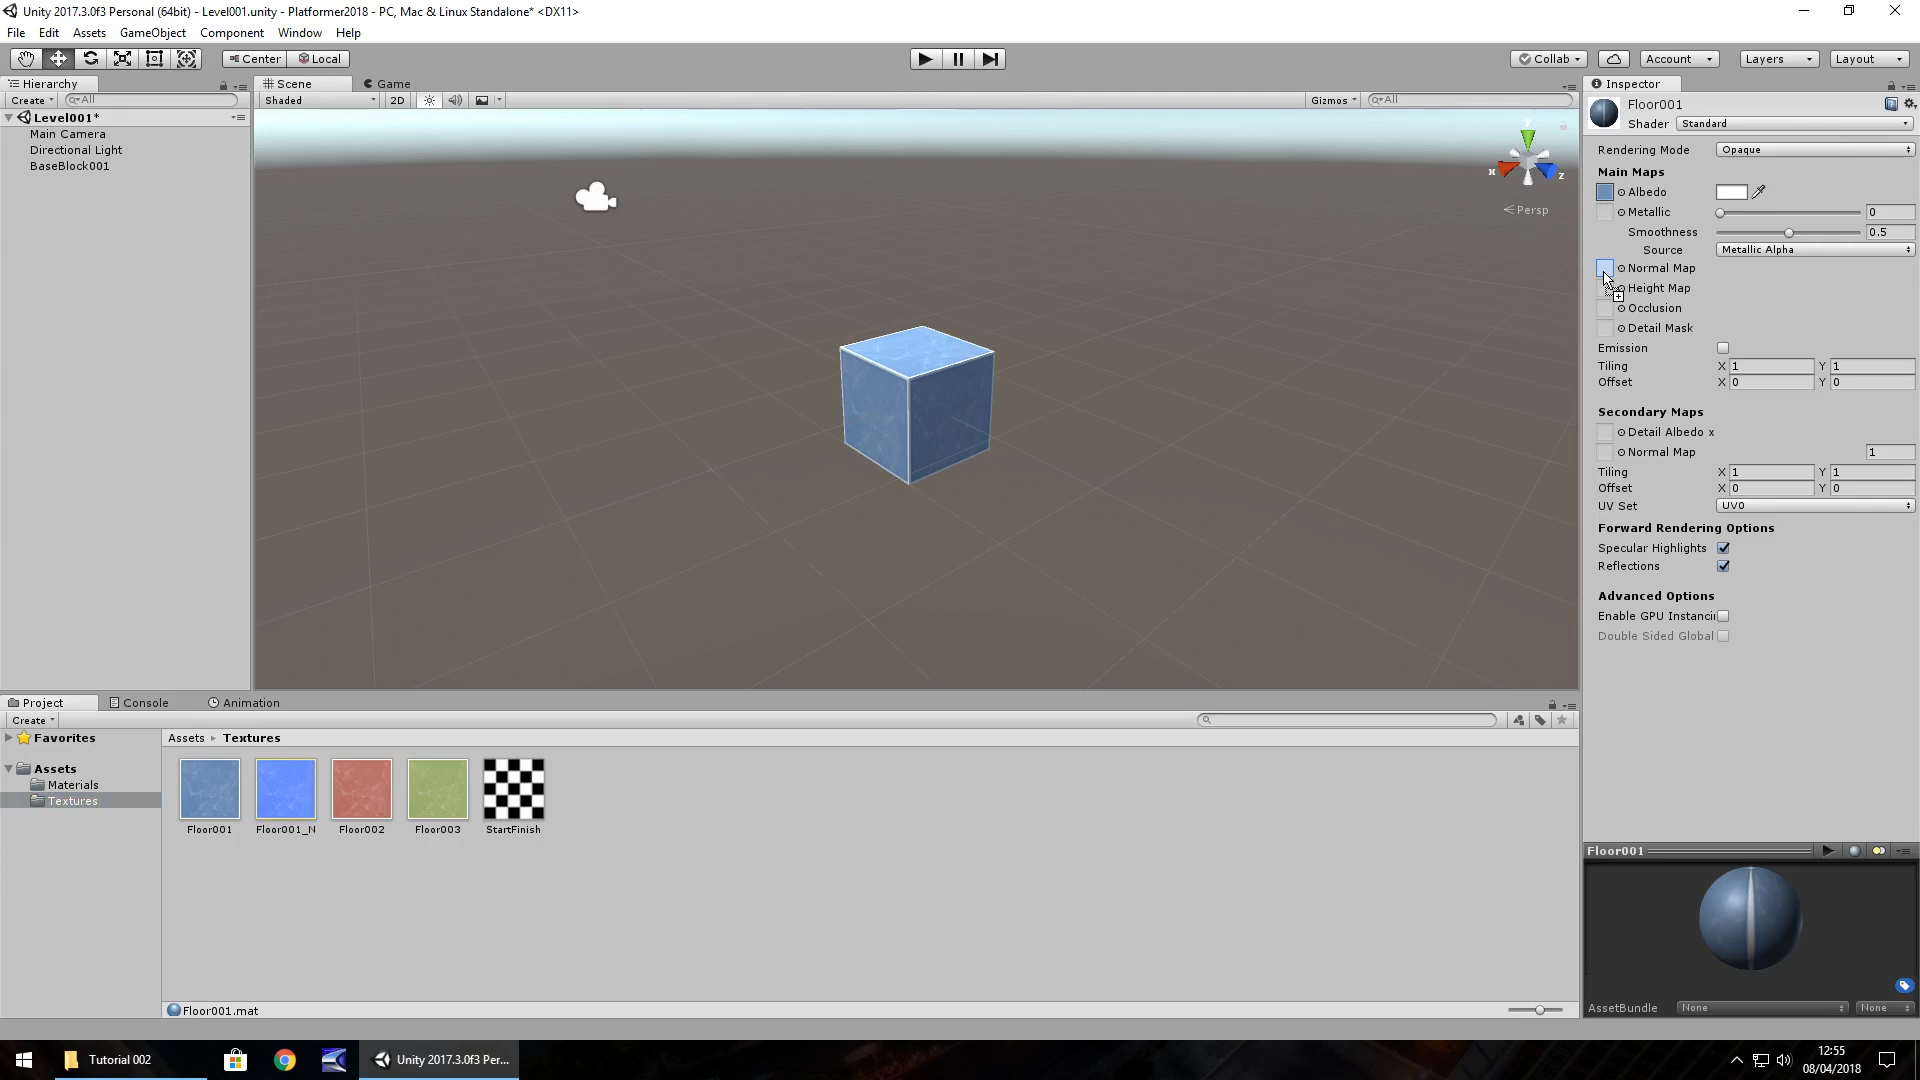 Unity 2017.3.0f3 Personal (64bit) - Level001.unity - Platformer2018 - PC, Mac & Linux Standalone* <DX11>
File Edit Assets GameObject Component Window Help
Center Local Collab Account Layers Layout
Hierarchy Scene Game Inspector
Create All Shaded 2D Gizmos All
Level001*
Main Camera
Directional Light
BaseBlock001
y
x
z
Persp
Floor001
Shader Standard
Rendering Mode Opaque
Main Maps
Albedo
Metallic 0
Smoothness 0.5
Source Metallic Alpha
Normal Map
Height Map
Occlusion
Detail Mask
Emission
Tiling X 1 Y 1
Offset X 0 Y 0
Secondary Maps
Detail Albedo x
Normal Map 1
Tiling X 1 Y 1
Offset X 0 Y 0
UV Set UV0
Forward Rendering Options
Specular Highlights
Reflections
Advanced Options
Enable GPU Instanci
Double Sided Global
Project Console Animation
Create
Favorites
Assets
Materials
Textures
Assets Textures
Floor001 Floor001_N Floor002 Floor003 StartFinish
Floor001.mat
Floor001
AssetBundle None None
Tutorial 002 Unity 2017.3.0f3 Per...
12:55
08/04/2018